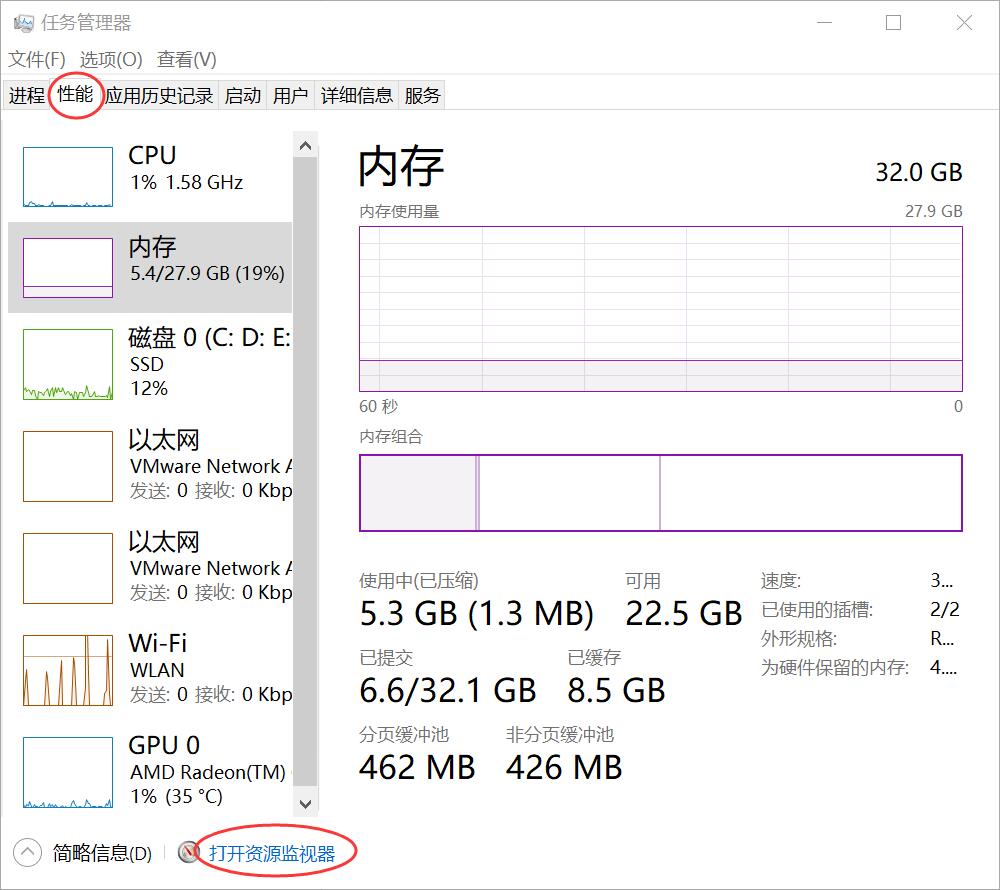 任务管理器
文件(F) 选项(O) 查看(V)
进程 性能 应用历史记录 启动 用户 详细信息 服务
CPU
1% 1.58 GHz
内存
5.4/27.9 GB (19%)
磁盘 0 (C: D: E:
SSD
12%
以太网
VMware Network A
发送: 0 接收: 0 Kbp
以太网
VMware Network A
发送: 0 接收: 0 Kbp
Wi-Fi
WLAN
发送: 0 接收: 0 Kbp
GPU 0
AMD Radeon(TM)
1% (35 °C)
内存 32.0 GB
内存使用量 27.9 GB
60 秒 0
内存组合
使用中(已压缩) 可用
5.3 GB (1.3 MB) 22.5 GB
已提交 已缓存
6.6/32.1 GB 8.5 GB
分页缓冲池 非分页缓冲池
462 MB 426 MB
速度: 3...
已使用的插槽: 2/2
外形规格: R...
为硬件保留的内存: 4....
简略信息(D) 打开资源监视器